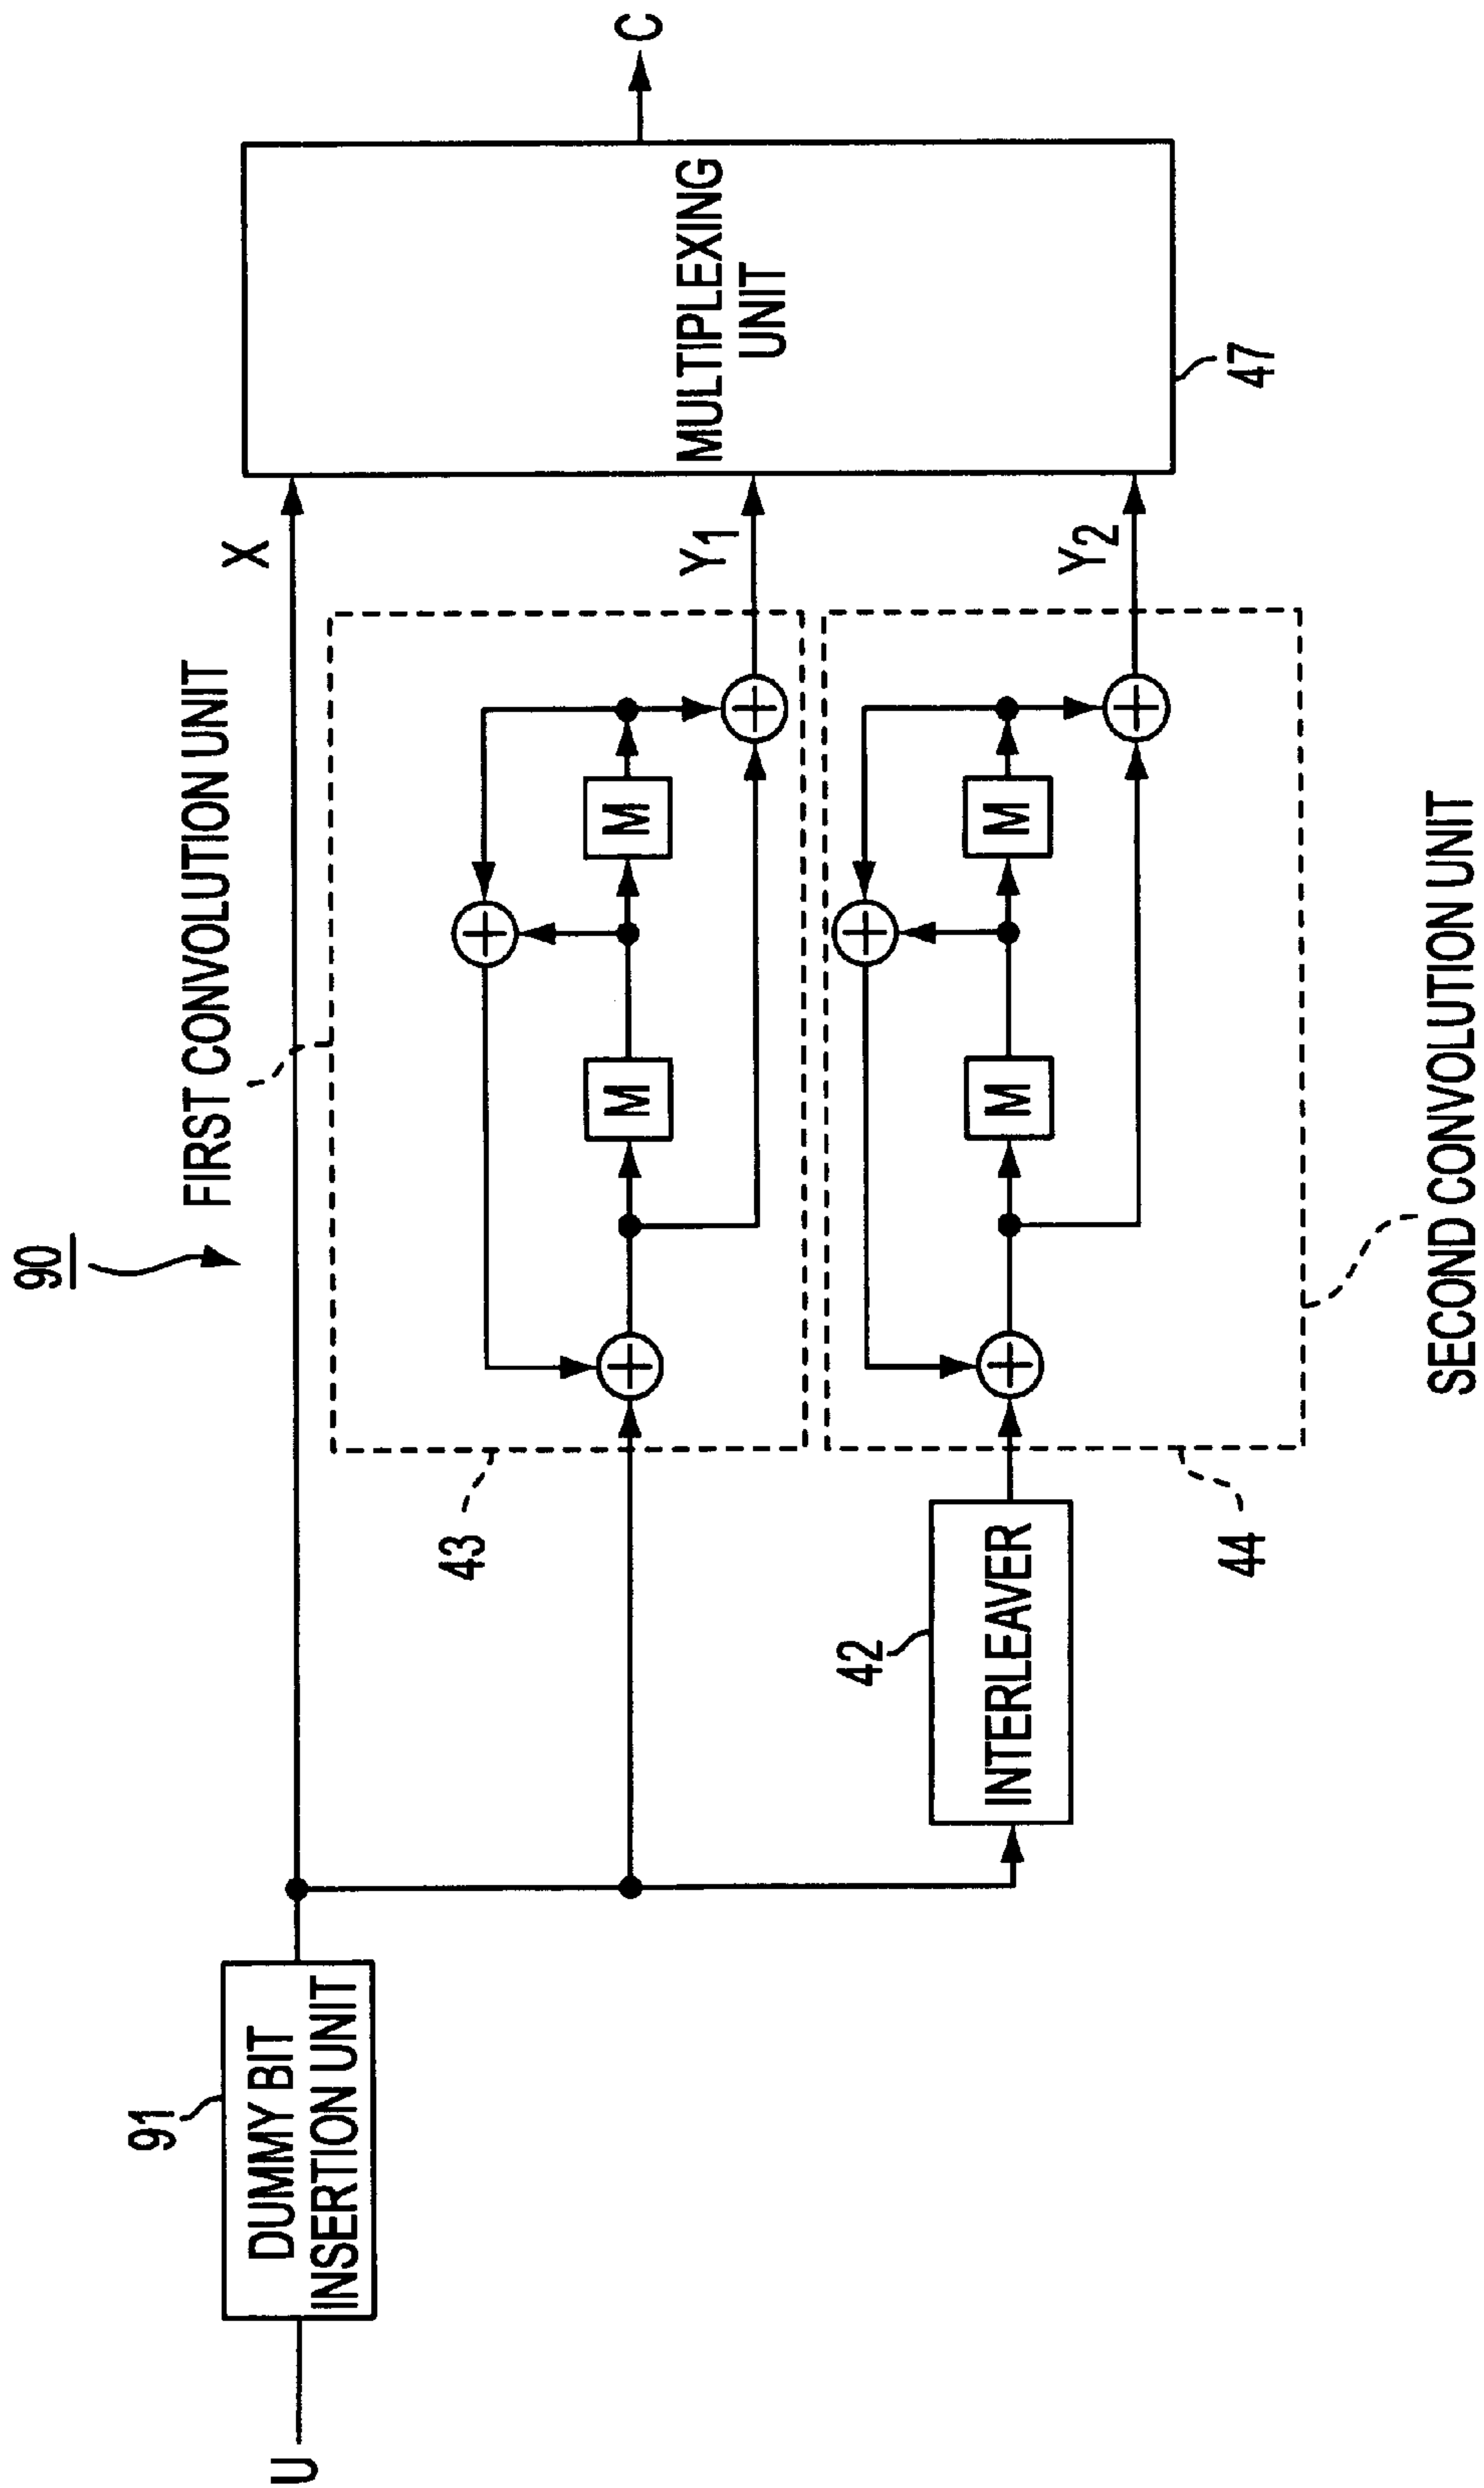 90
FIRST CONVOLUTION UNIT
X
U
91
DUMMY BIT
INSERTION UNIT
43
M
M
Y1
MULTIPLEXING
UNIT
C
47
42
INTERLEAVER
44
M
M
Y2
SECOND CONVOLUTION UNIT